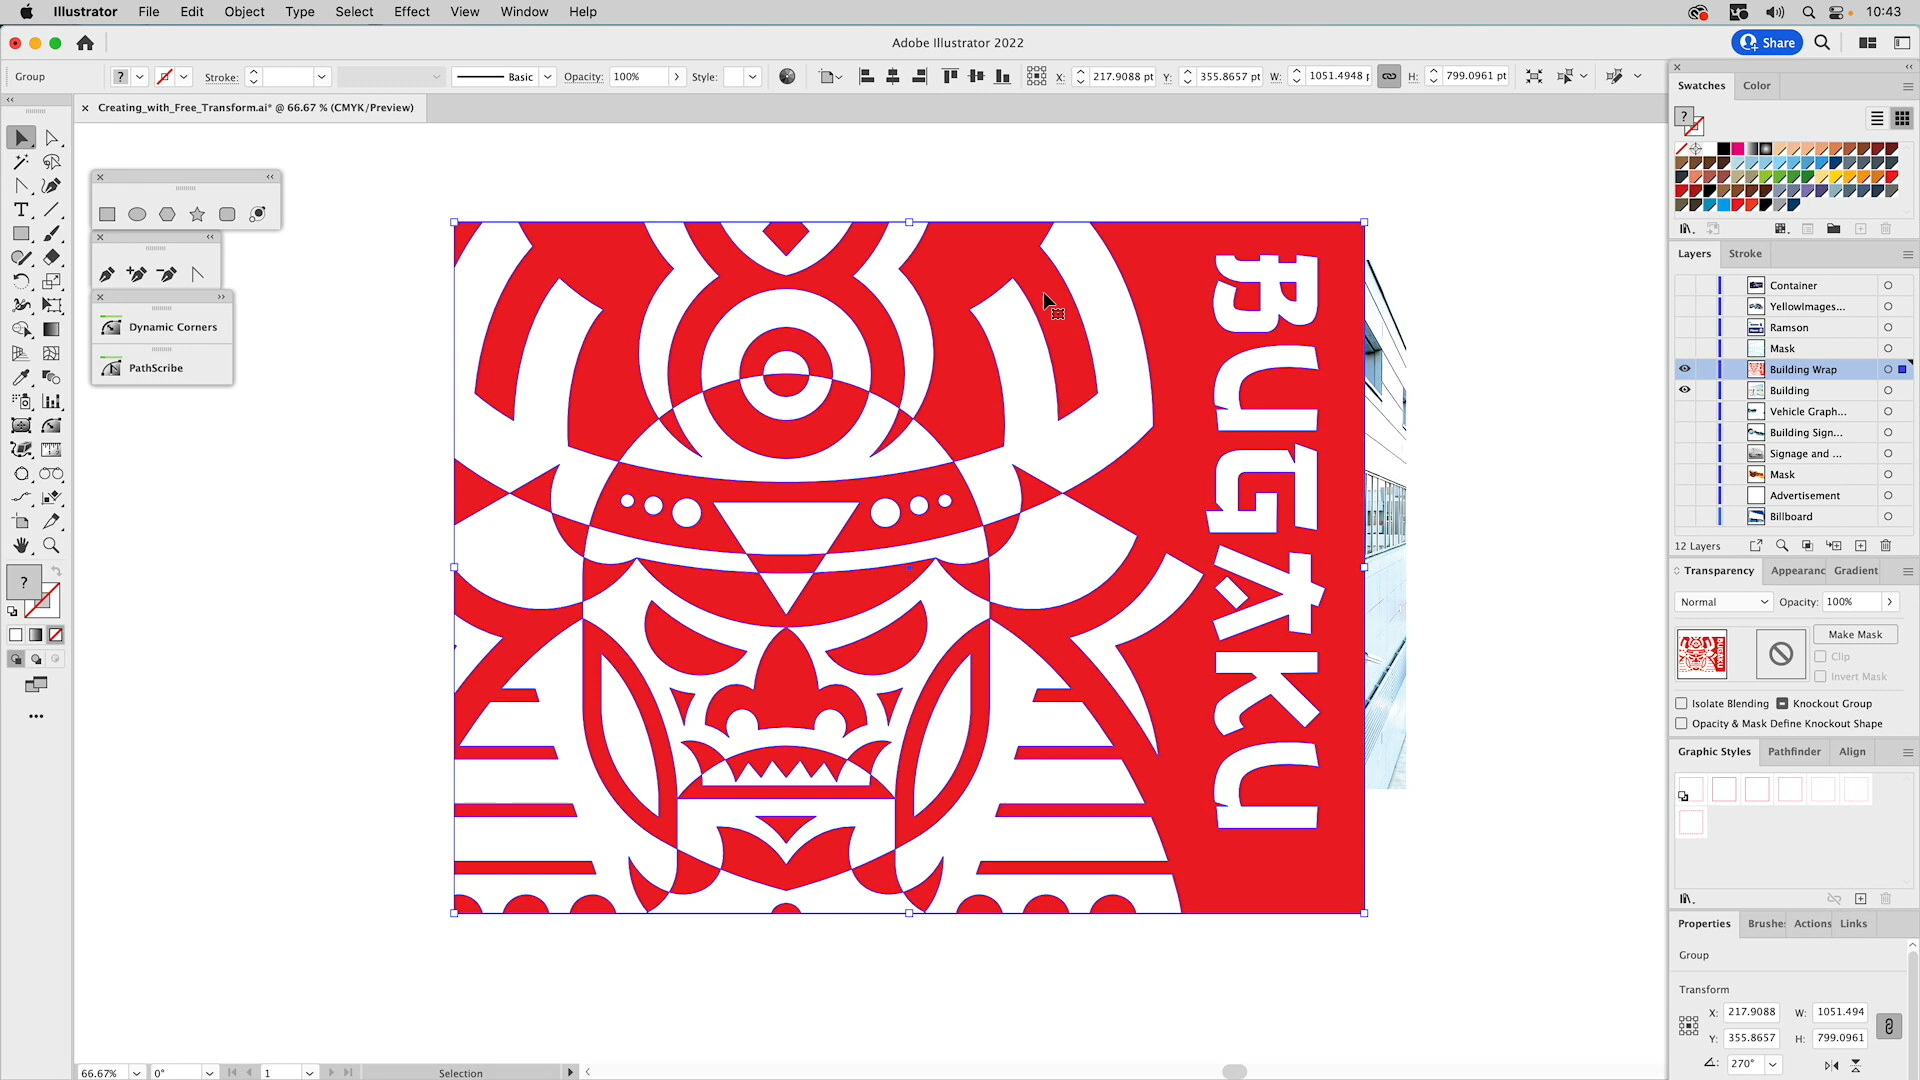 Illustrator File Edit Object Type Select Effect View Window Help 10:43
Adobe Illustrator 2022
Share
Group ? Stroke: Basic Opacity: 100% Style: X: 217.9088 pt Y: 355.8657 pt W: 1051.4948 p H: 799.0961 pt
Creating_with_Free_Transform.ai* @ 66.67 % (CMYK/Preview)
Dynamic Corners
PathScribe
?
BUGAKU
Swatches Color
?
Layers Stroke
Container
YellowImages...
Ramson
Mask
Building Wrap
Building
Vehicle Graph...
Building Sign...
Signage and ...
Mask
Advertisement
Billboard
12 Layers
Transparency Appearanc Gradient
Normal Opacity: 100%
BUGAKU
Make Mask
Clip
Invert Mask
Isolate Blending Knockout Group
Opacity & Mask Define Knockout Shape
Graphic Styles Pathfinder Align
Properties Brushe: Actions Links
Group
Transform
X: 217.9088 W: 1051.494
Y: 355.8657 H: 799.0961
270°
66.67% 0° 1 Selection